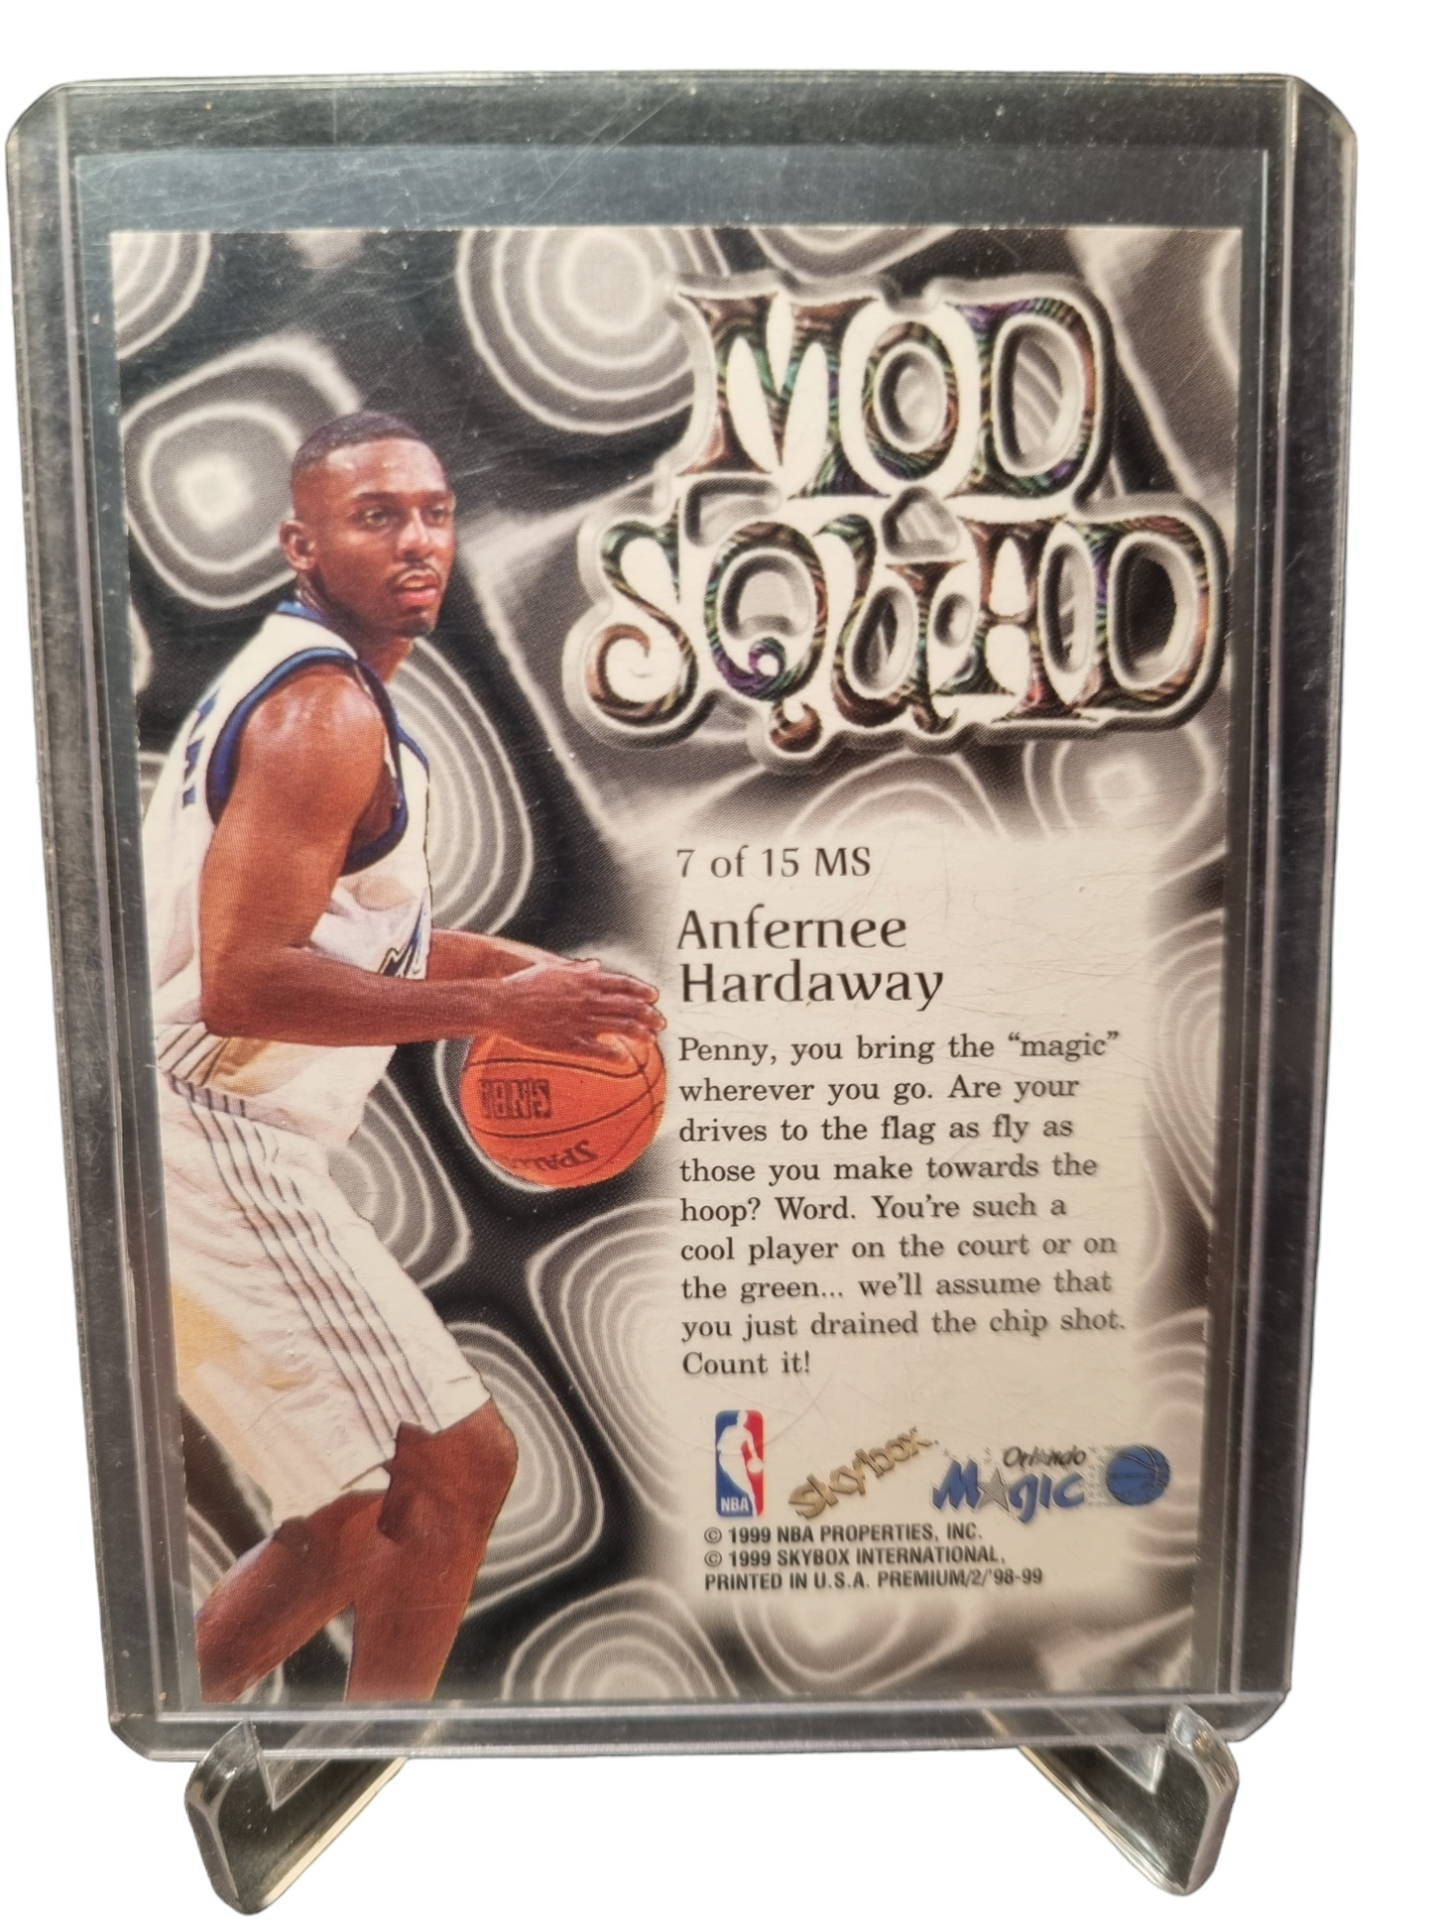 MOD
SQUAD
7 of 15 MS
Anfernee
Hardaway
Penny, you bring the “magic”
wherever you go. Are your
drives to the flag as fly as
those you make towards the
hoop? Word. You’re such a
cool player on the court or on
the green... we’ll assume that
you just drained the chip shot.
Count it!
NBA
Skybox
Orlando
Magic
© 1999 NBA PROPERTIES, INC.
© 1999 SKYBOX INTERNATIONAL,
PRINTED IN U.S.A. PREMIUM/2/’98-99